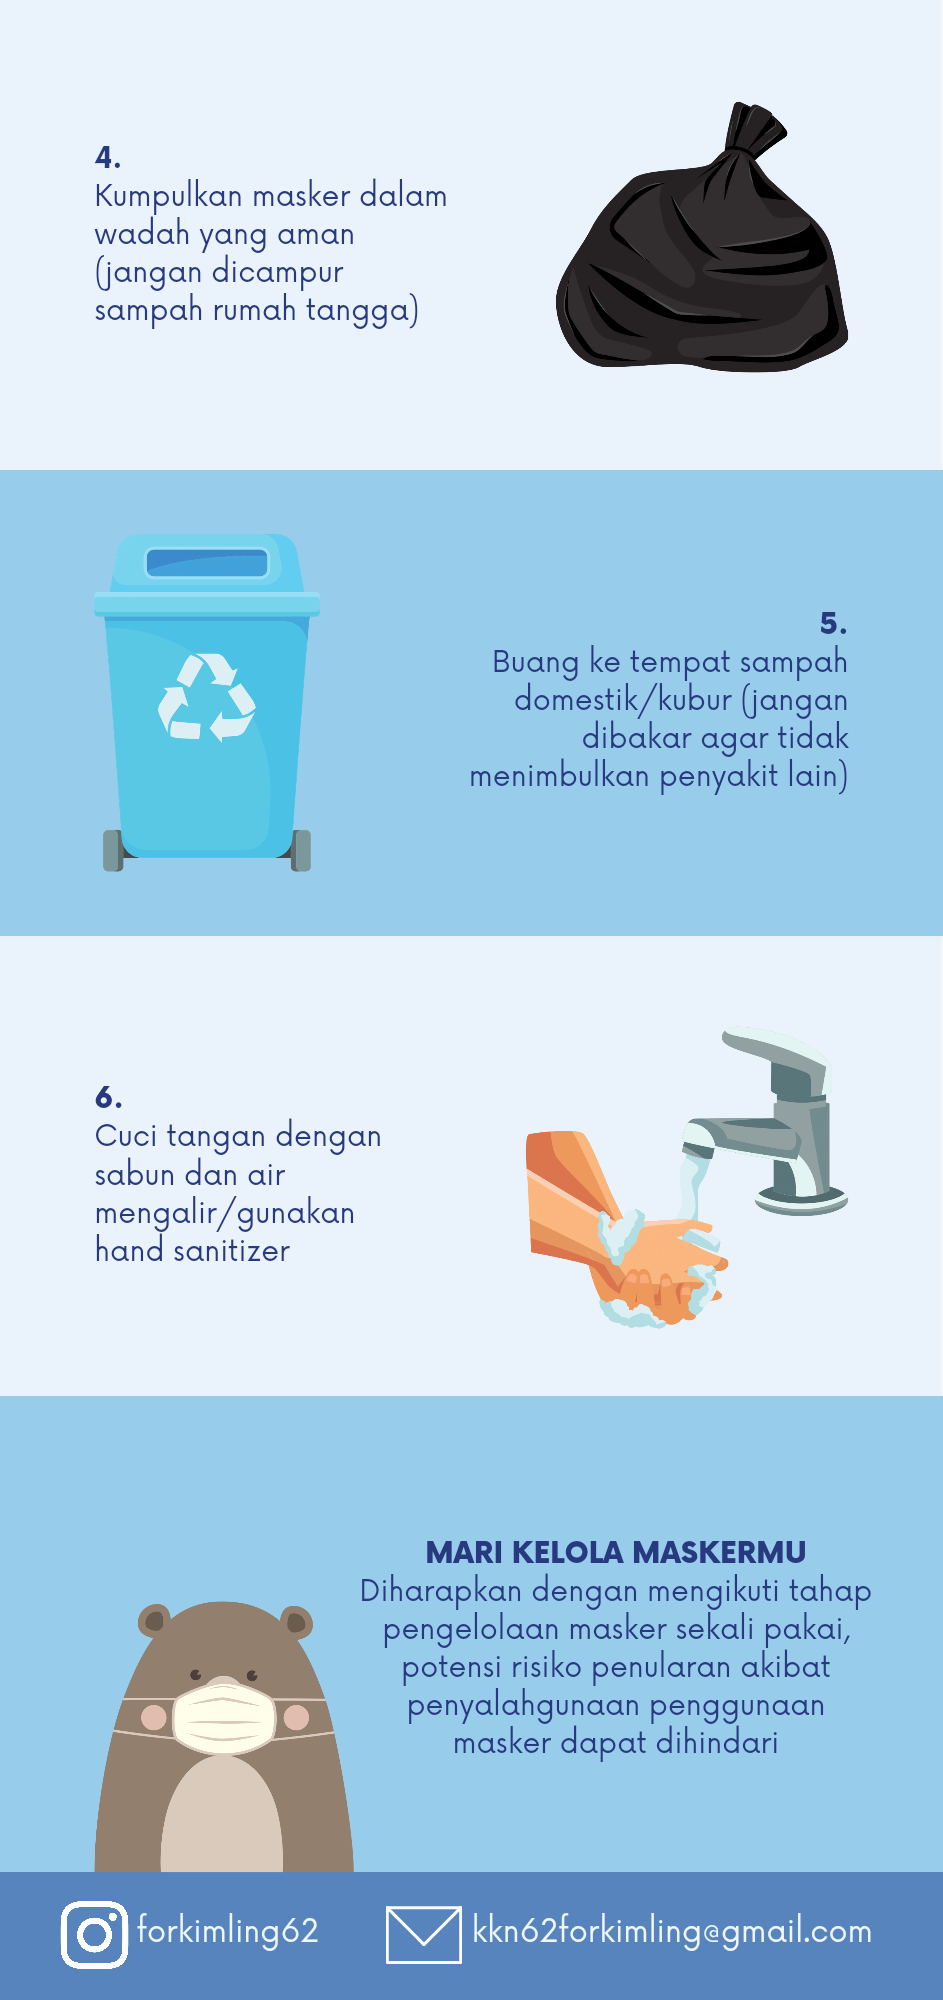 4.
Kumpulkan masker dalam
wadah yang aman
(jangan dicampur
sampah rumah tangga)
5.
Buang ke tempat sampah
domestik/kubur (jangan
dibakar agar tidak
menimbulkan penyakit lain)
6.
Cuci tangan dengan
sabun dan air
mengalir/gunakan
hand sanitizer
MARI KELOLA MASKERMU
Diharapkan dengan mengikuti tahap
pengelolaan masker sekali pakai,
potensi risiko penularan akibat
penyalahgunaan penggunaan
masker dapat dihindari
forkimling62
kkn62forkimling@gmail.com